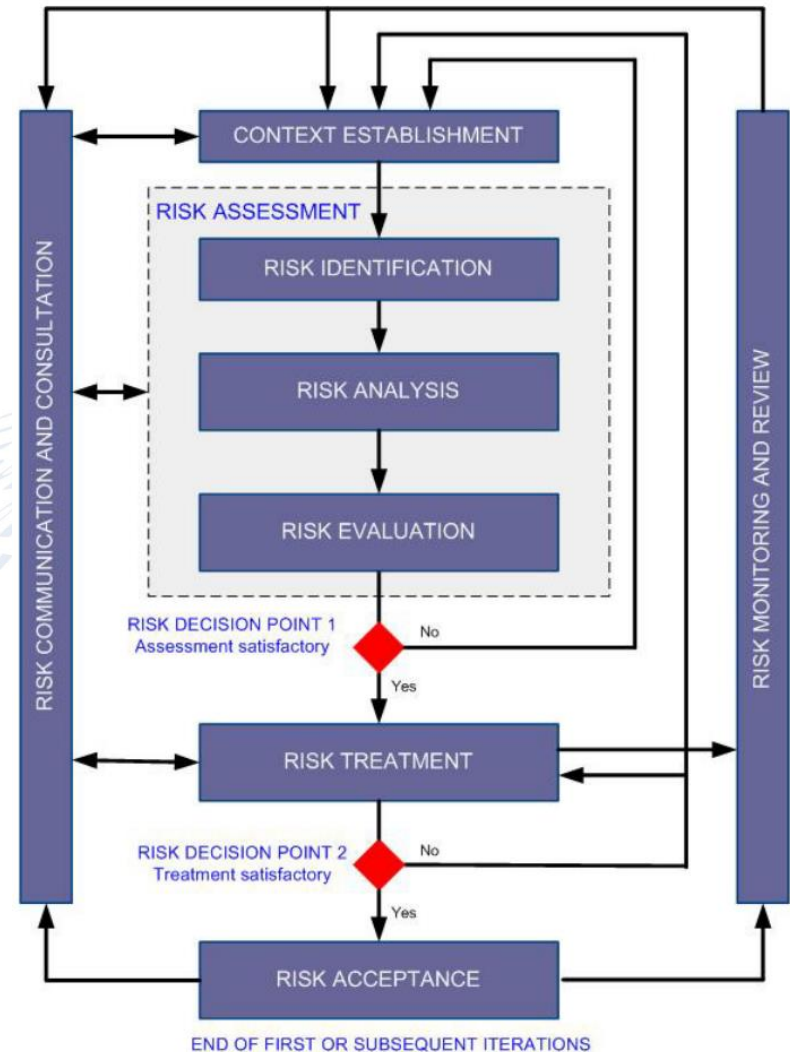 CONTEXT ESTABLISHMENT
RISK ASSESSMENT
RISK IDENTIFICATION
RISK ANALYSIS
RISK EVALUATION
RISK COMMUNICATION AND CONSULTATION
RISK MONITORING AND REVIEW
RISK DECISION POINT 1
Assessment satisfactory
No
Yes
RISK TREATMENT
RISK DECISION POINT 2
Treatment satisfactory
No
Yes
RISK ACCEPTANCE
END OF FIRST OR SUBSEQUENT ITERATIONS